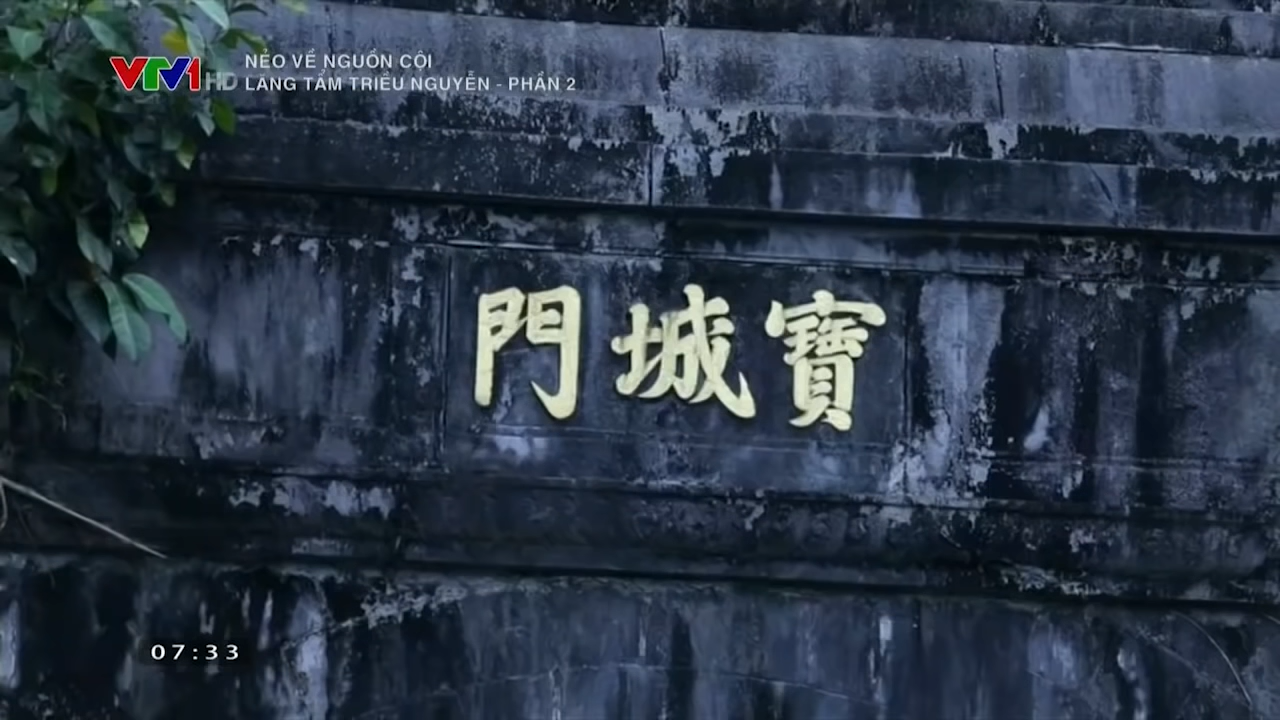 VTV1 HD
NẺO VỀ NGUỒN CỘI
LĂNG TẨM TRIỀU NGUYỄN - PHẦN 2
寶城門
07:33